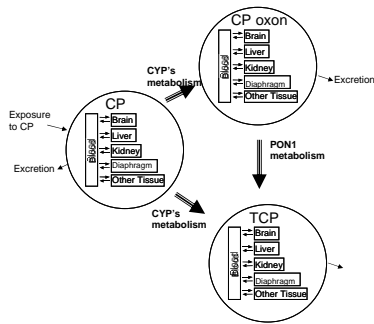 CP oxon
Brain
Liver
Kidney
Diaphragm
Other Tissue
Blood
Excretion
CYP's
metabolism
CP
Brain
Liver
Kidney
Diaphragm
Other Tissue
Blood
Exposure
to CP
Excretion
PON1
metabolism
CYP's
metabolism
TCP
Brain
Liver
Kidney
Diaphragm
Other Tissue
Blood